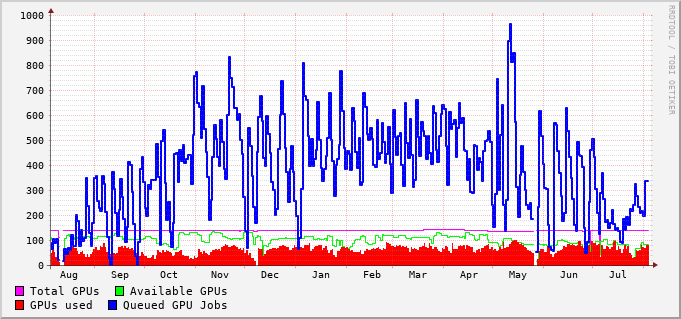 1000
900
800
700
600
500
400
300
200
100
0
Aug Sep Oct Nov Dec Jan Feb Mar Apr May Jun Jul
Total GPUs Available GPUs
GPUs used Queued GPU Jobs
RRDTOOL / TOBI OETIKER